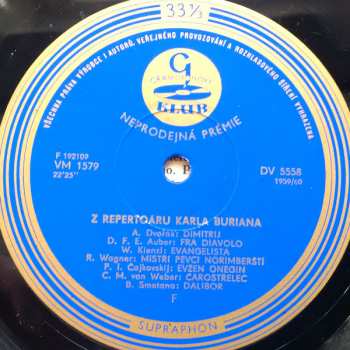 33⅓
VŠECHNA PRÁVA VÝROBCE I AUTORŮ, VEŘEJNÉHO PROVOZOVÁNÍ A ROZHLASOVÉHO ŠÍŘENÍ VYHRAZENA
G
GRAMOFONOVÝ
KLUB
NEPRODEJNÁ PRÉMIE
F 192109
VM 1579
22'25"
o. P
DV 5558
1959/60
Z REPERTOÁRU KARLA BURIANA
A. Dvořák: DIMITRIJ
D. F. E. Auber: FRA DIAVOLO
W. Kienzl: EVANGELISTA
R. Wagner: MISTŘI PĚVCI NORIMBERŠTÍ
P. I. Čajkovskij: EVŽEN ONĚGIN
C. M. von Weber: ČAROSTŘELEC
B. Smetana: DALIBOR
F
SUPRAPHON